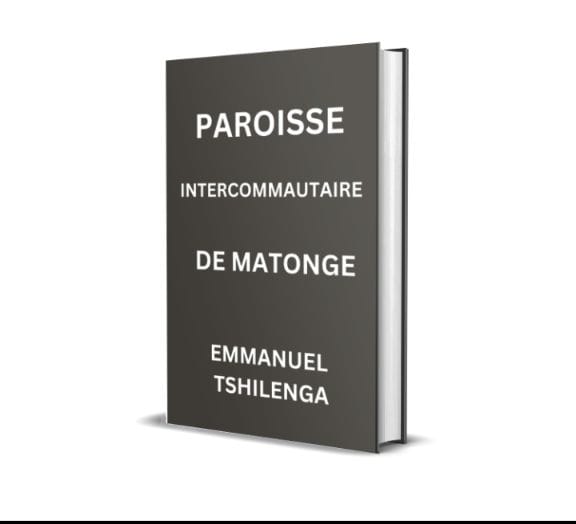 PAROISSE
INTERCOMMAUTAIRE
DE MATONGE
EMMANUEL
TSHILENGA